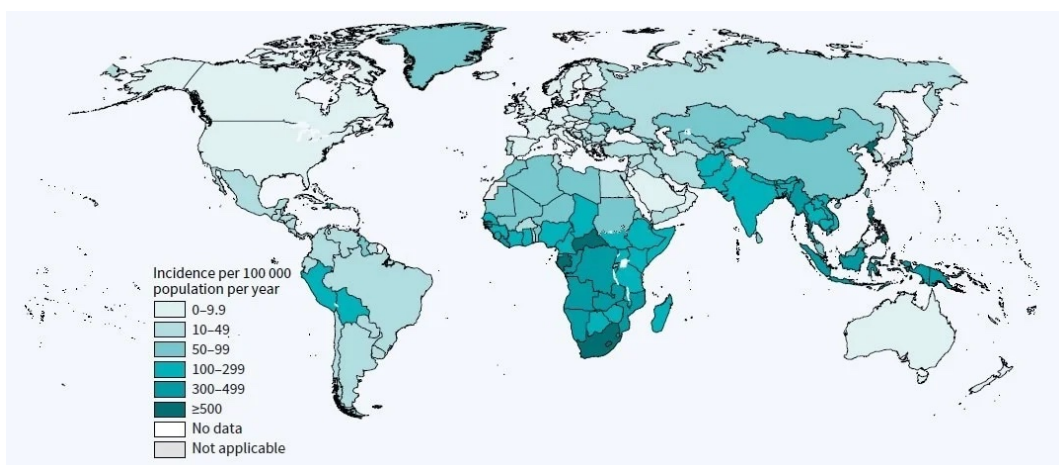 Incidence per 100 000
population per year
0–9.9
10–49
50–99
100–299
300–499
≥500
No data
Not applicable